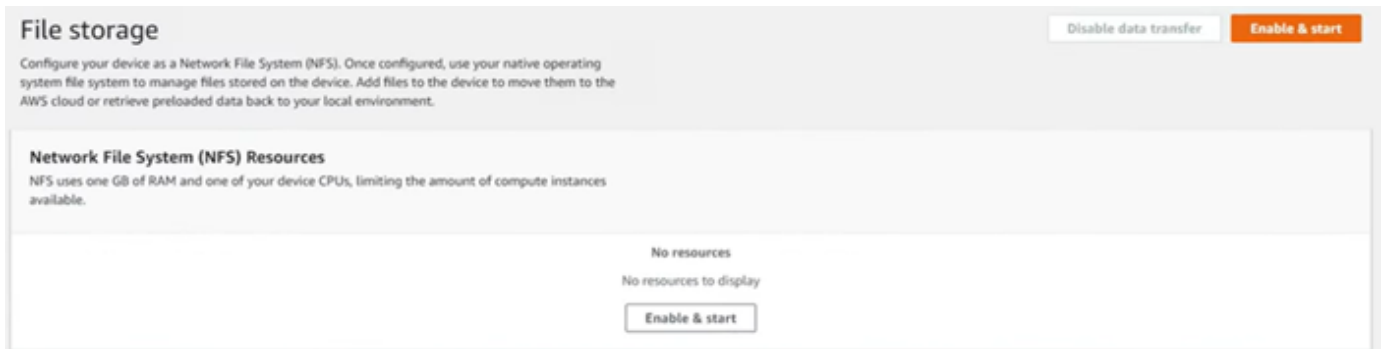 File storage
Disable data transfer
Enable & start
Configure your device as a Network File System (NFS). Once configured, use your native operating
system file system to manage files stored on the device. Add files to the device to move them to the
AWS cloud or retrieve preloaded data back to your local environment.
Network File System (NFS) Resources
NFS uses one GB of RAM and one of your device CPUs, limiting the amount of compute instances
available.
No resources
No resources to display
Enable & start